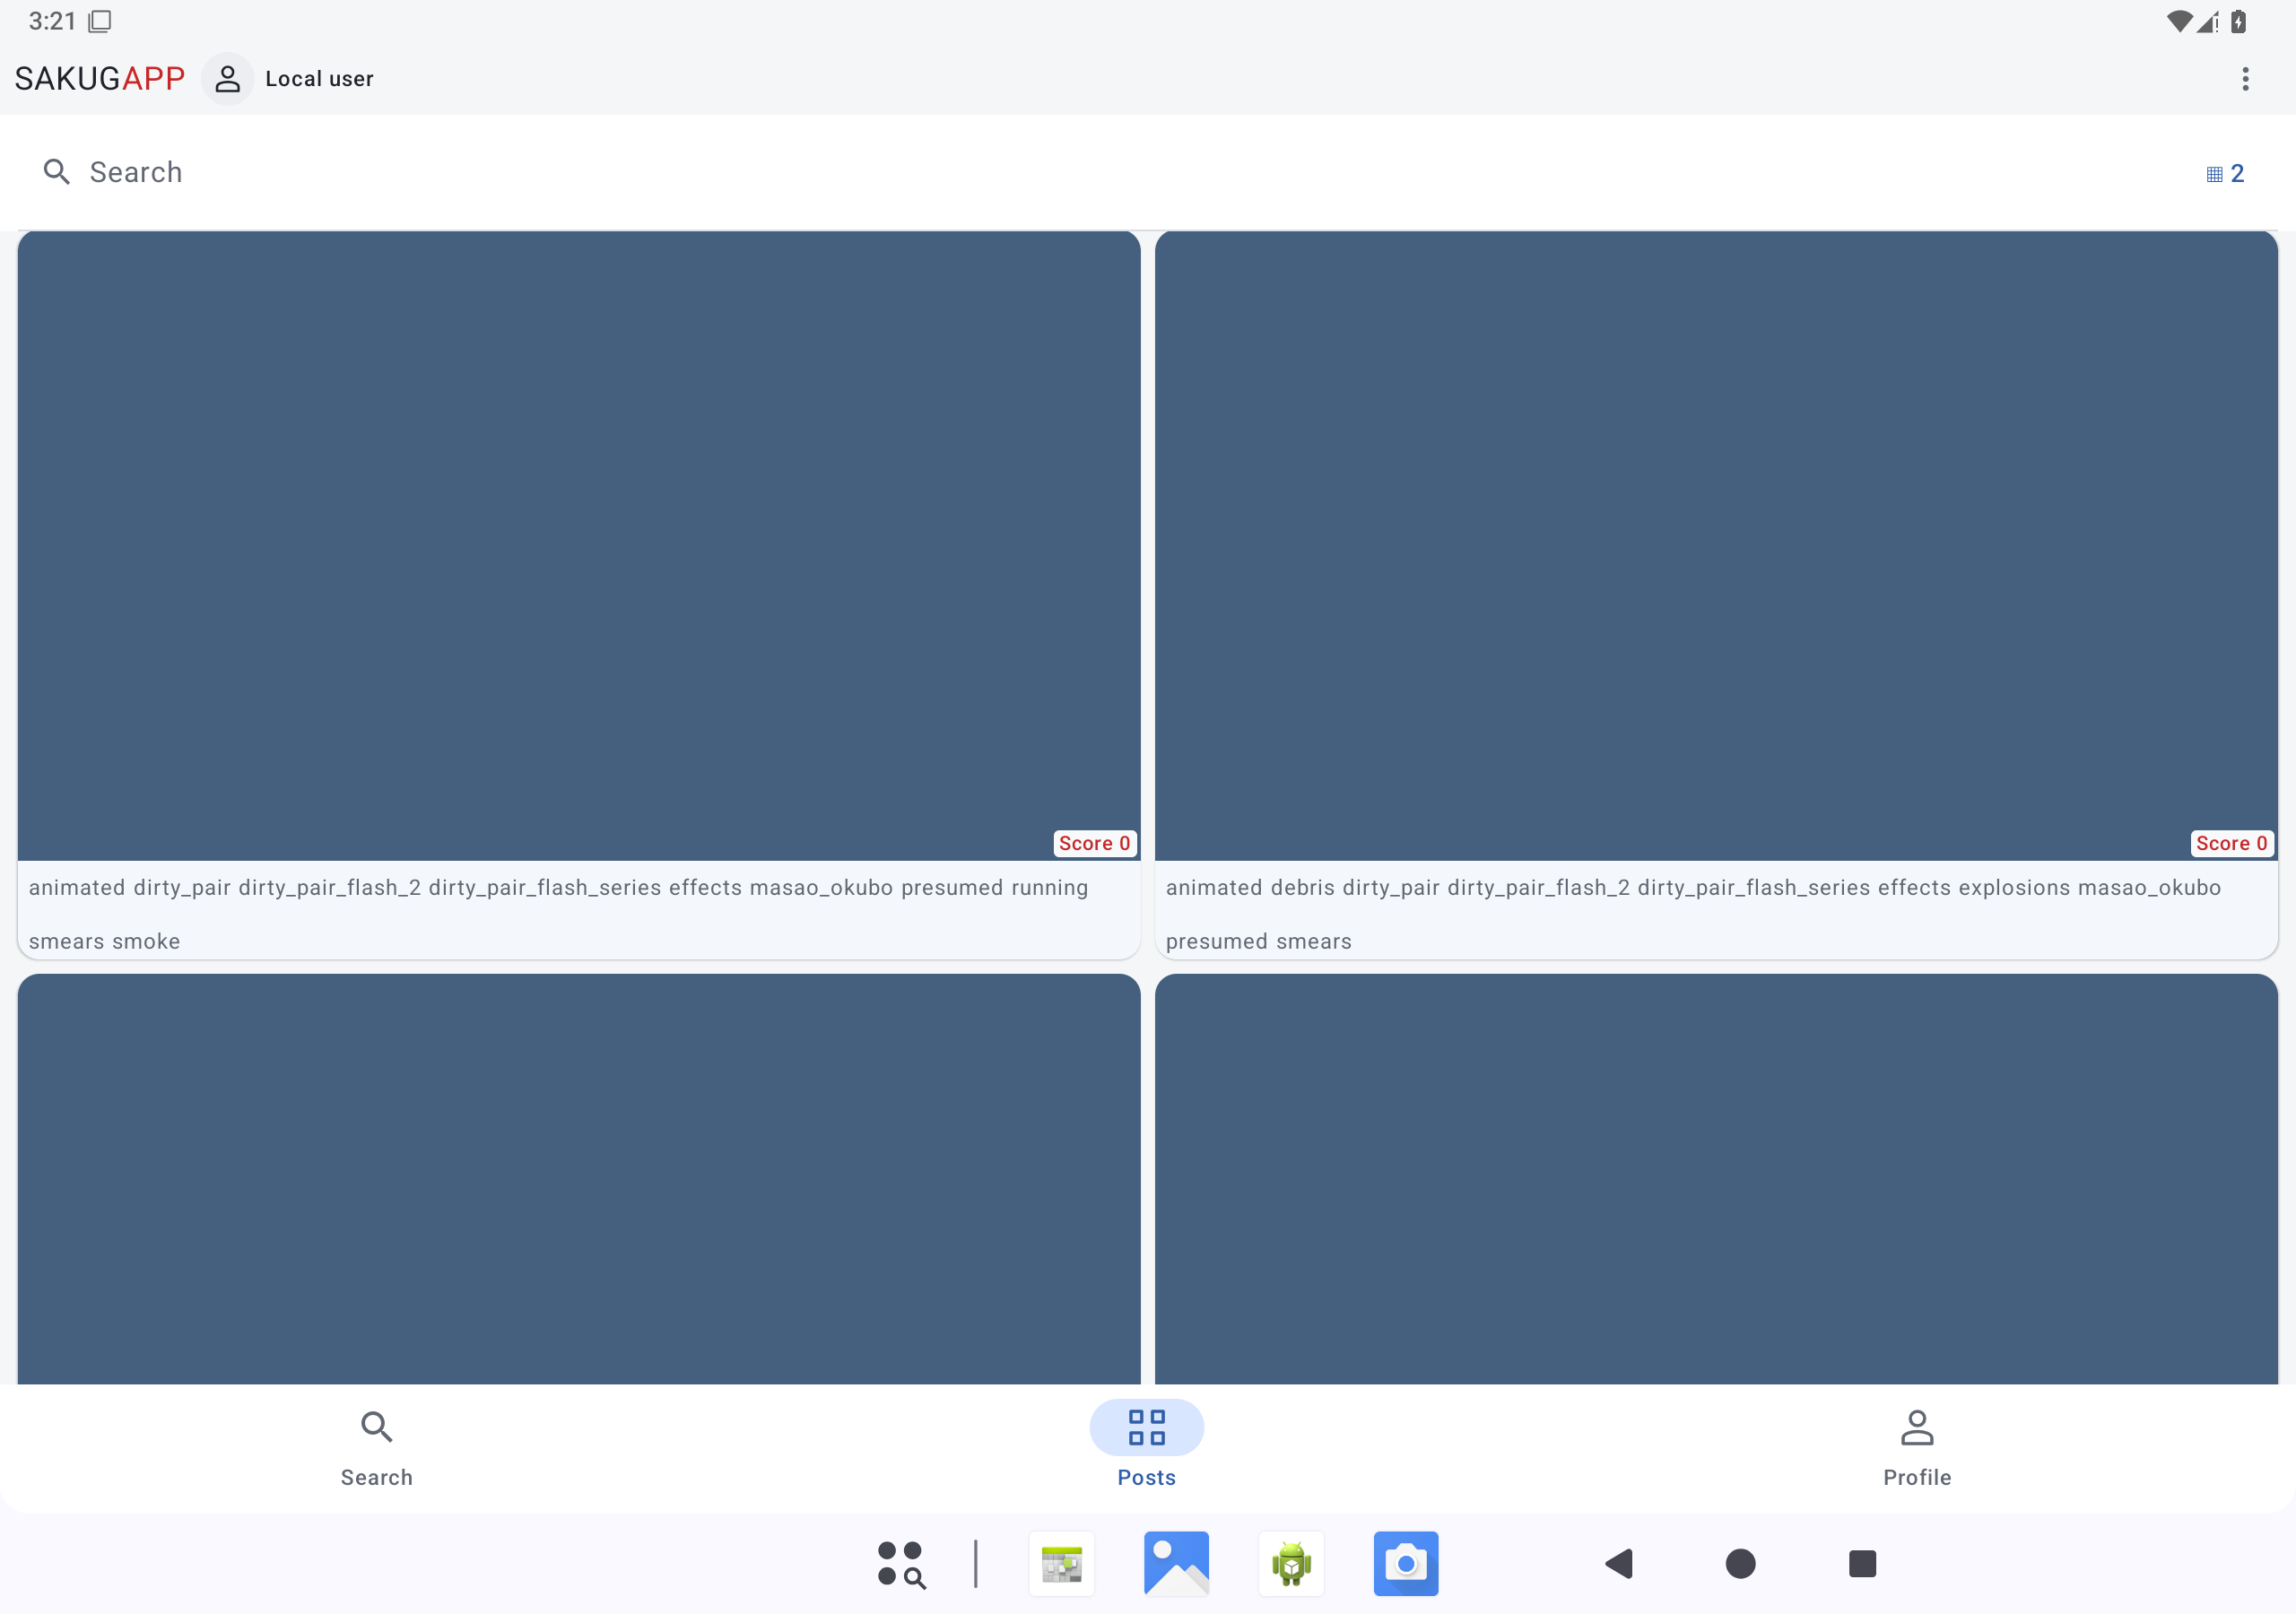 3:21
SAKUGAPP Local user
Search
2
Score 0
Score 0
animated dirty_pair dirty_pair_flash_2 dirty_pair_flash_series effects masao_okubo presumed running
smears smoke
animated debris dirty_pair dirty_pair_flash_2 dirty_pair_flash_series effects explosions masao_okubo
presumed smears
Search
Posts
Profile